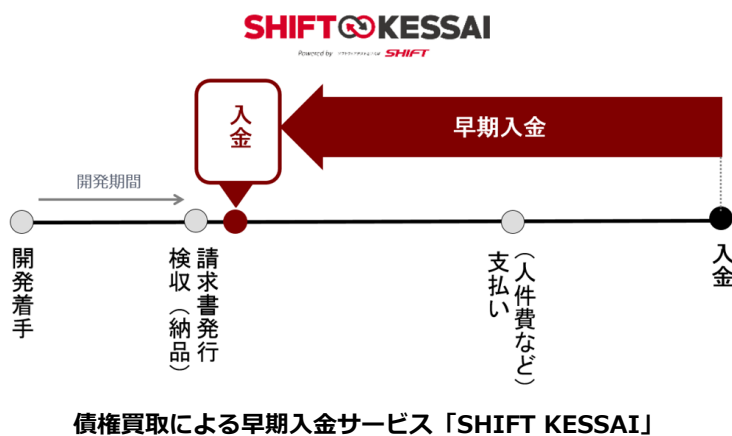 SHIFT KESSAI
Powered by SHIFT
入金
早期入金
開発期間
開発着手
請求書発行
検収（納品）
（人件費など）
支払い
入金
債権買取による早期入金サービス「SHIFT KESSAI」